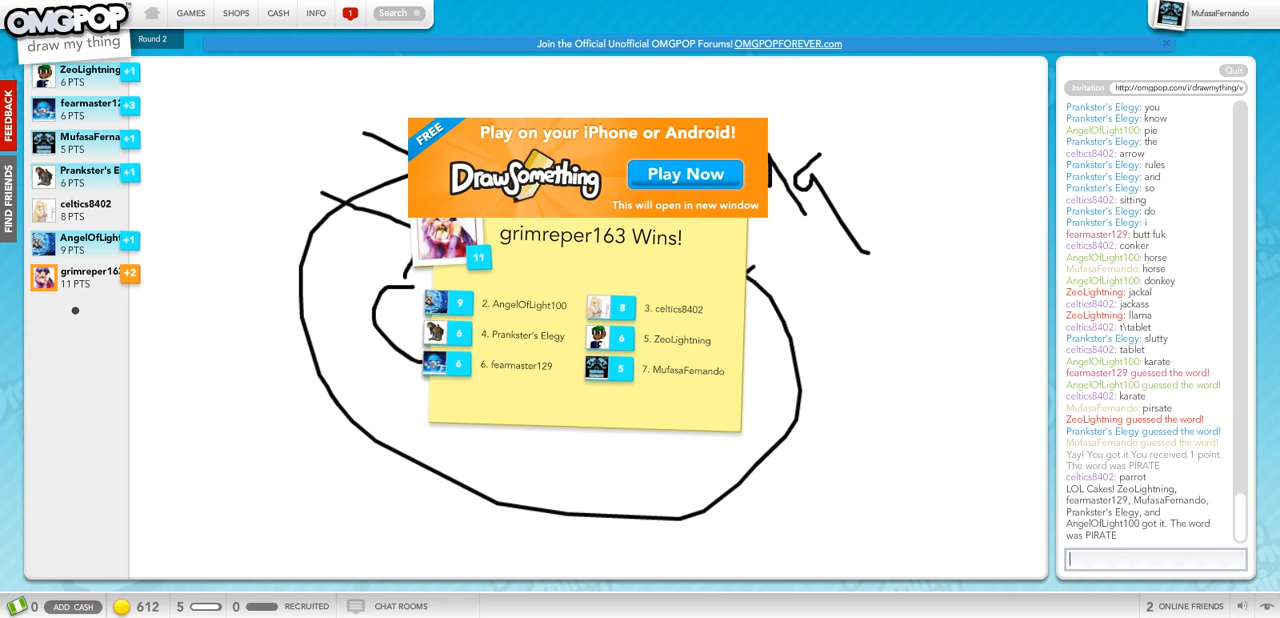 OMGPOP™
draw my thing
GAMES
SHOPS
CASH
INFO
1
Search
MufasaFernando
Round 2
Join the Official Unofficial OMGPOP Forums! OMGPOPFOREVER.com
FEEDBACK
FIND FRIENDS
ZeoLightning
+1
6 PTS
fearmaster12
+3
6 PTS
MufasaFerna
+1
5 PTS
Prankster's E
+1
6 PTS
celtics8402
8 PTS
AngelOfLigh
+1
9 PTS
grimreper163
+2
11 PTS
FREE
Play on your iPhone or Android!
DrawSomething
Play Now
This will open in new window
grimreper163 Wins!
11
9 2. AngelOfLight100
8 3. celtics8402
6 4. Prankster's Elegy
6 5. ZeoLightning
6 6. fearmaster129
5 7. MufasaFernando
Quit
Invitation http://omgpop.com/i/drawmything/v
Prankster's Elegy: you
Prankster's Elegy: know
AngelOfLight100: pie
Prankster's Elegy: the
celtics8402: arrow
Prankster's Elegy: rules
Prankster's Elegy: and
Prankster's Elegy: so
celtics8402: sitting
Prankster's Elegy: do
Prankster's Elegy: i
fearmaster129: butt fuk
celtics8402: conker
AngelOfLight100: horse
MufasaFernando: horse
AngelOfLight100: donkey
ZeoLightning: jackal
celtics8402: jackass
ZeoLightning: llama
celtics8402: t\tablet
Prankster's Elegy: slutty
celtics8402: tablet
AngelOfLight100: karate
fearmaster129 guessed the word!
AngelOfLight100 guessed the word!
celtics8402: karate
MufasaFernando: pirsate
ZeoLightning guessed the word!
Prankster's Elegy guessed the word!
MufasaFernando guessed the word!
Yay! You got it.You received 1 point.
The word was PIRATE
celtics8402: parrot
LOL Cakes! ZeoLightning,
fearmaster129, MufasaFernando,
Prankster's Elegy, and
AngelOfLight100 got it. The word
was PIRATE
0
ADD CASH
612
5
0
RECRUITED
CHAT ROOMS
2 ONLINE FRIENDS